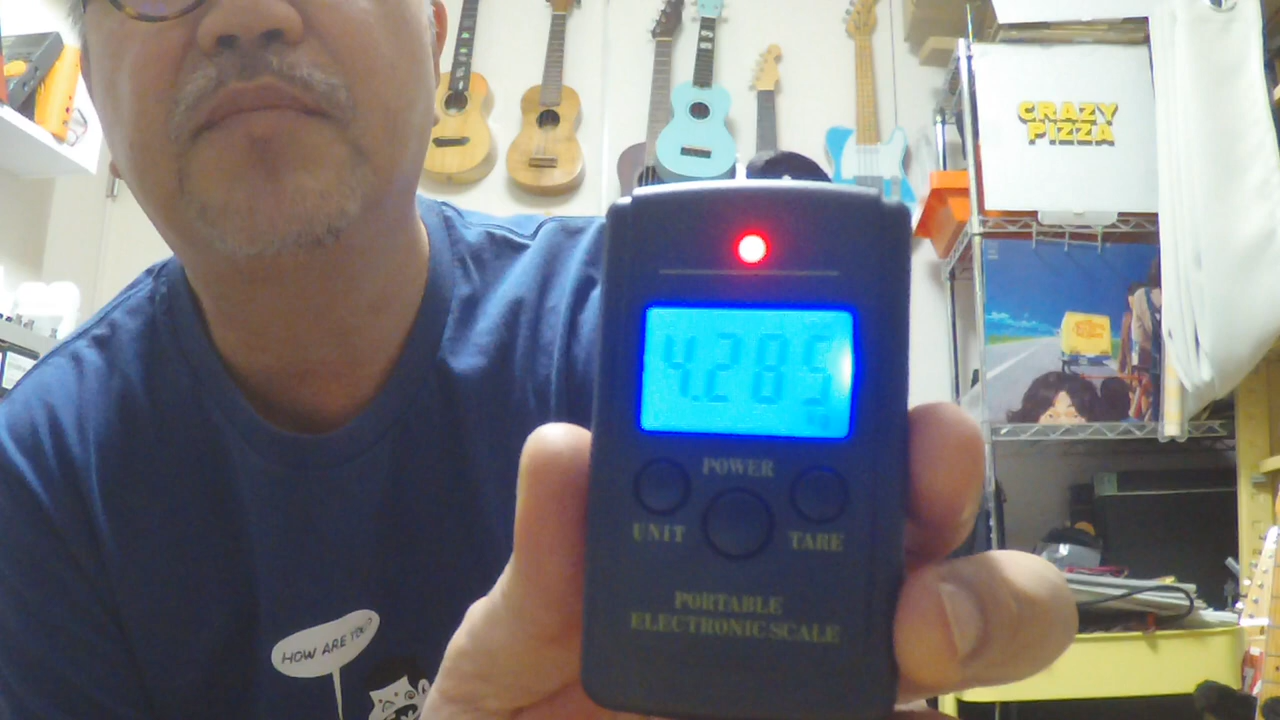 CRAZY
PIZZA
4.285
POWER
UNIT
TARE
PORTABLE
ELECTRONIC SCALE
HOW ARE YOU?